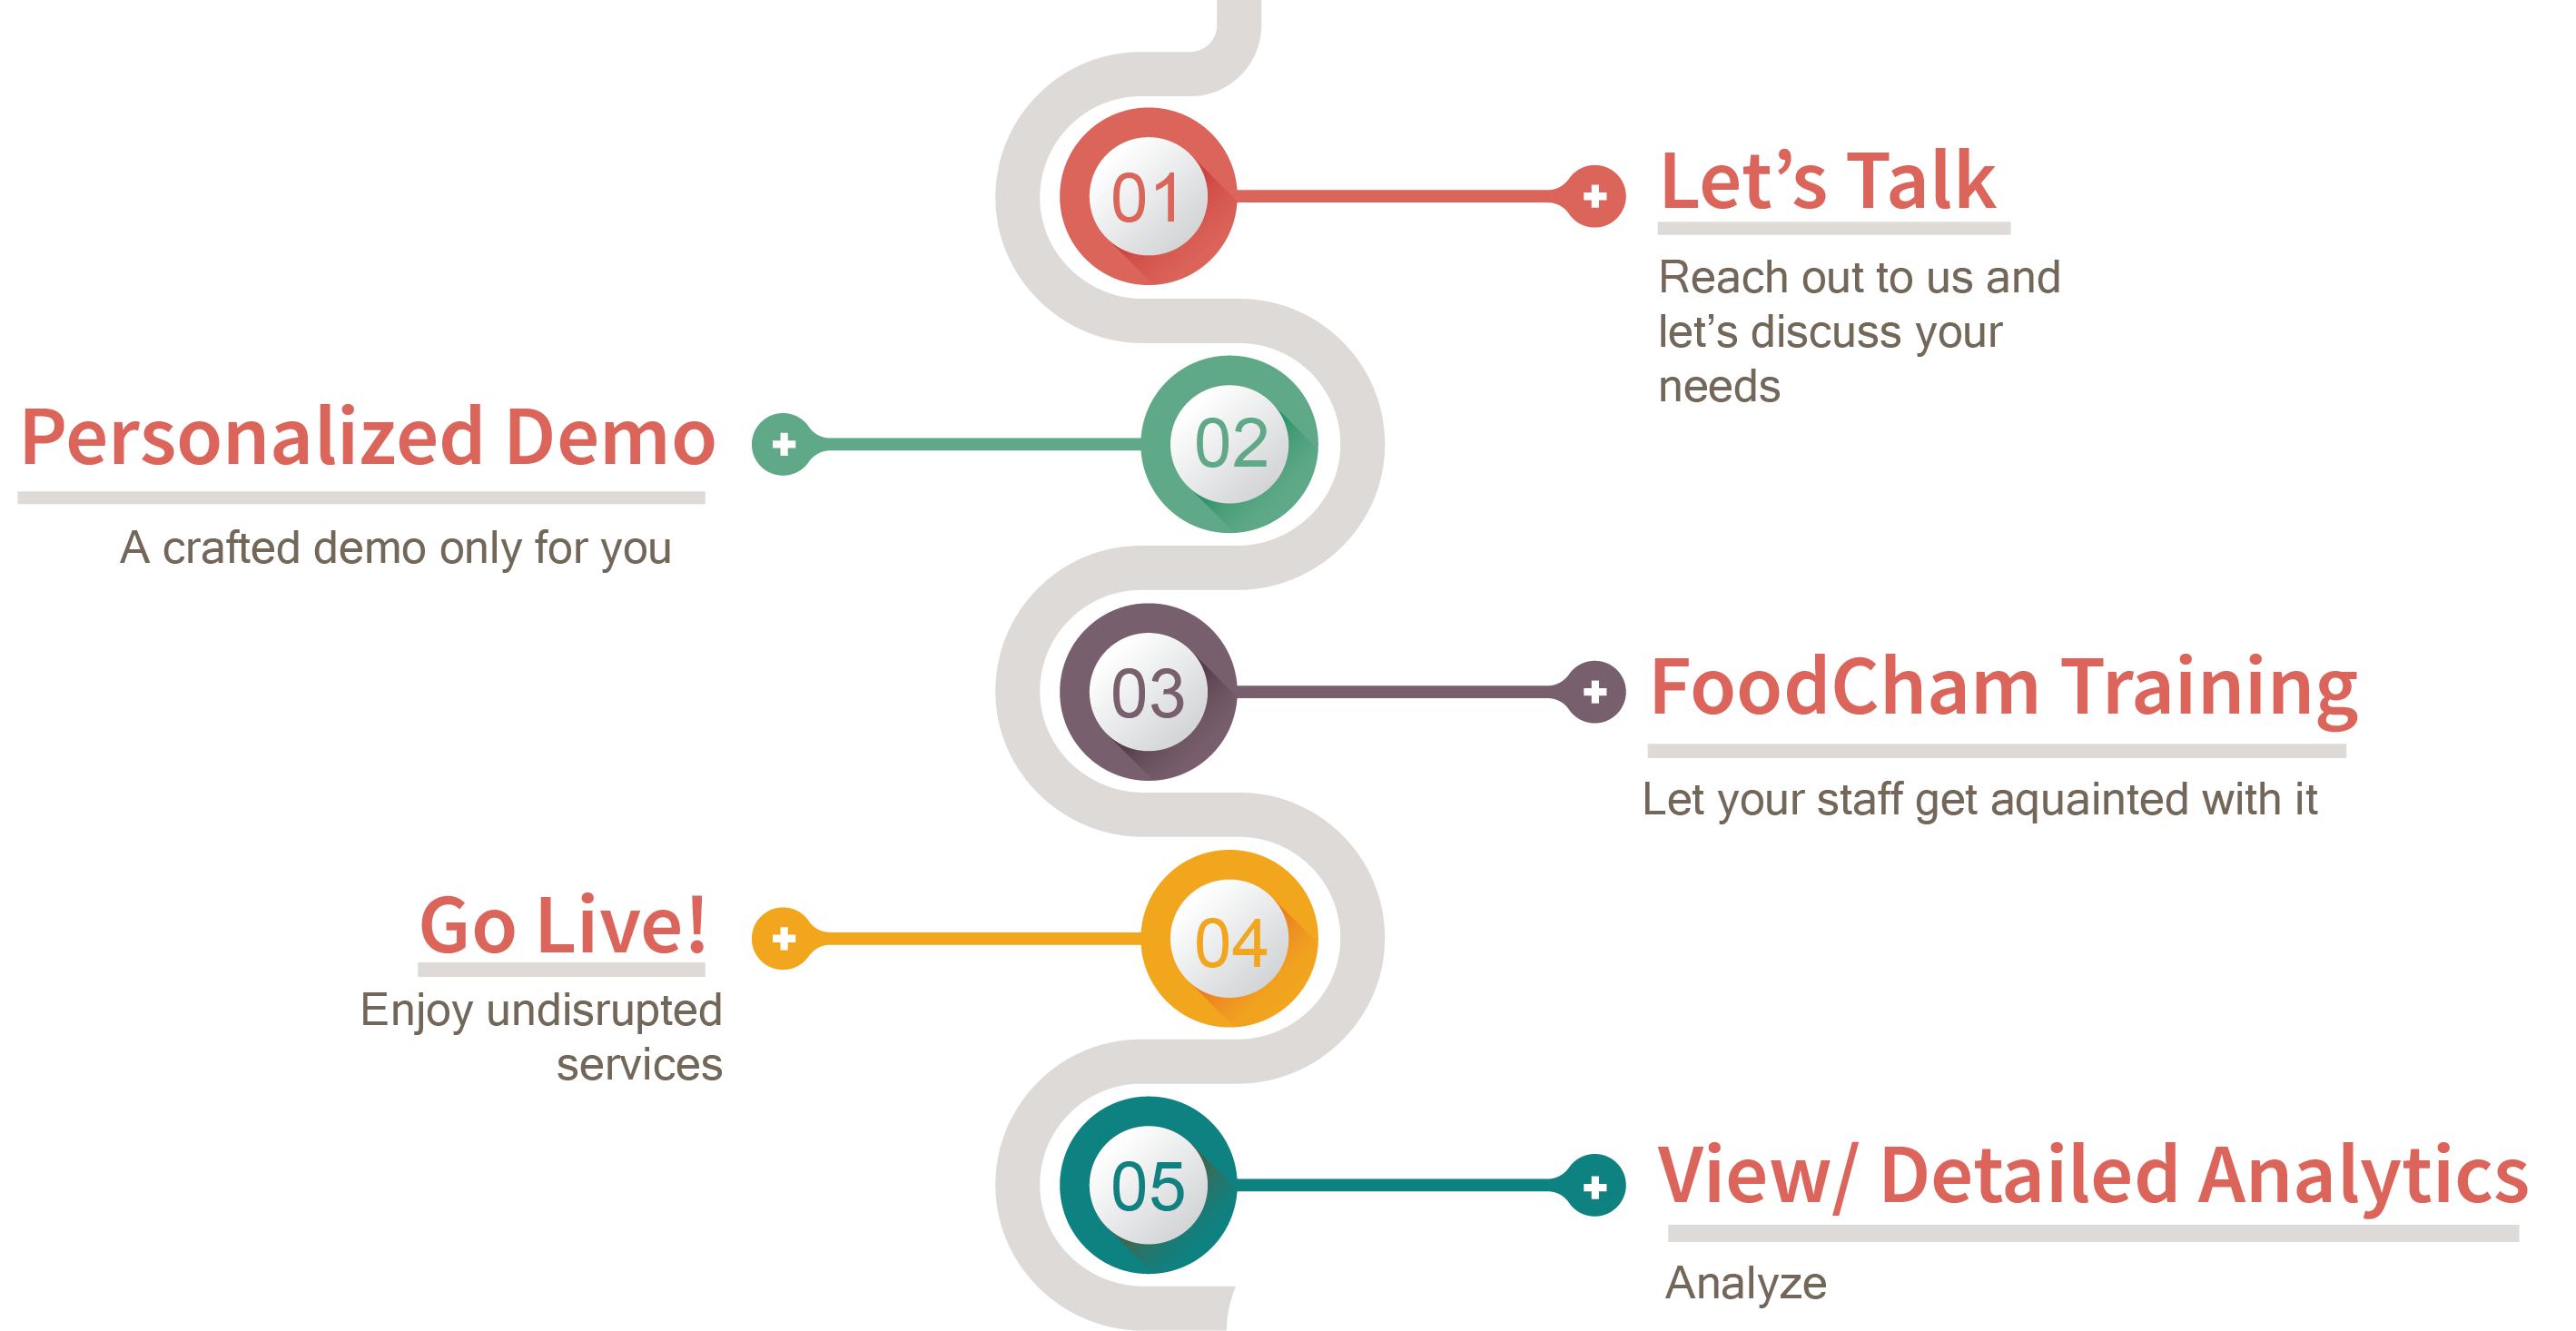 01
Let’s Talk
Reach out to us and
let’s discuss your
needs
Personalized Demo
A crafted demo only for you
02
03
FoodCham Training
Let your staff get aquainted with it
Go Live!
Enjoy undisrupted
services
04
05
View/ Detailed Analytics
Analyze